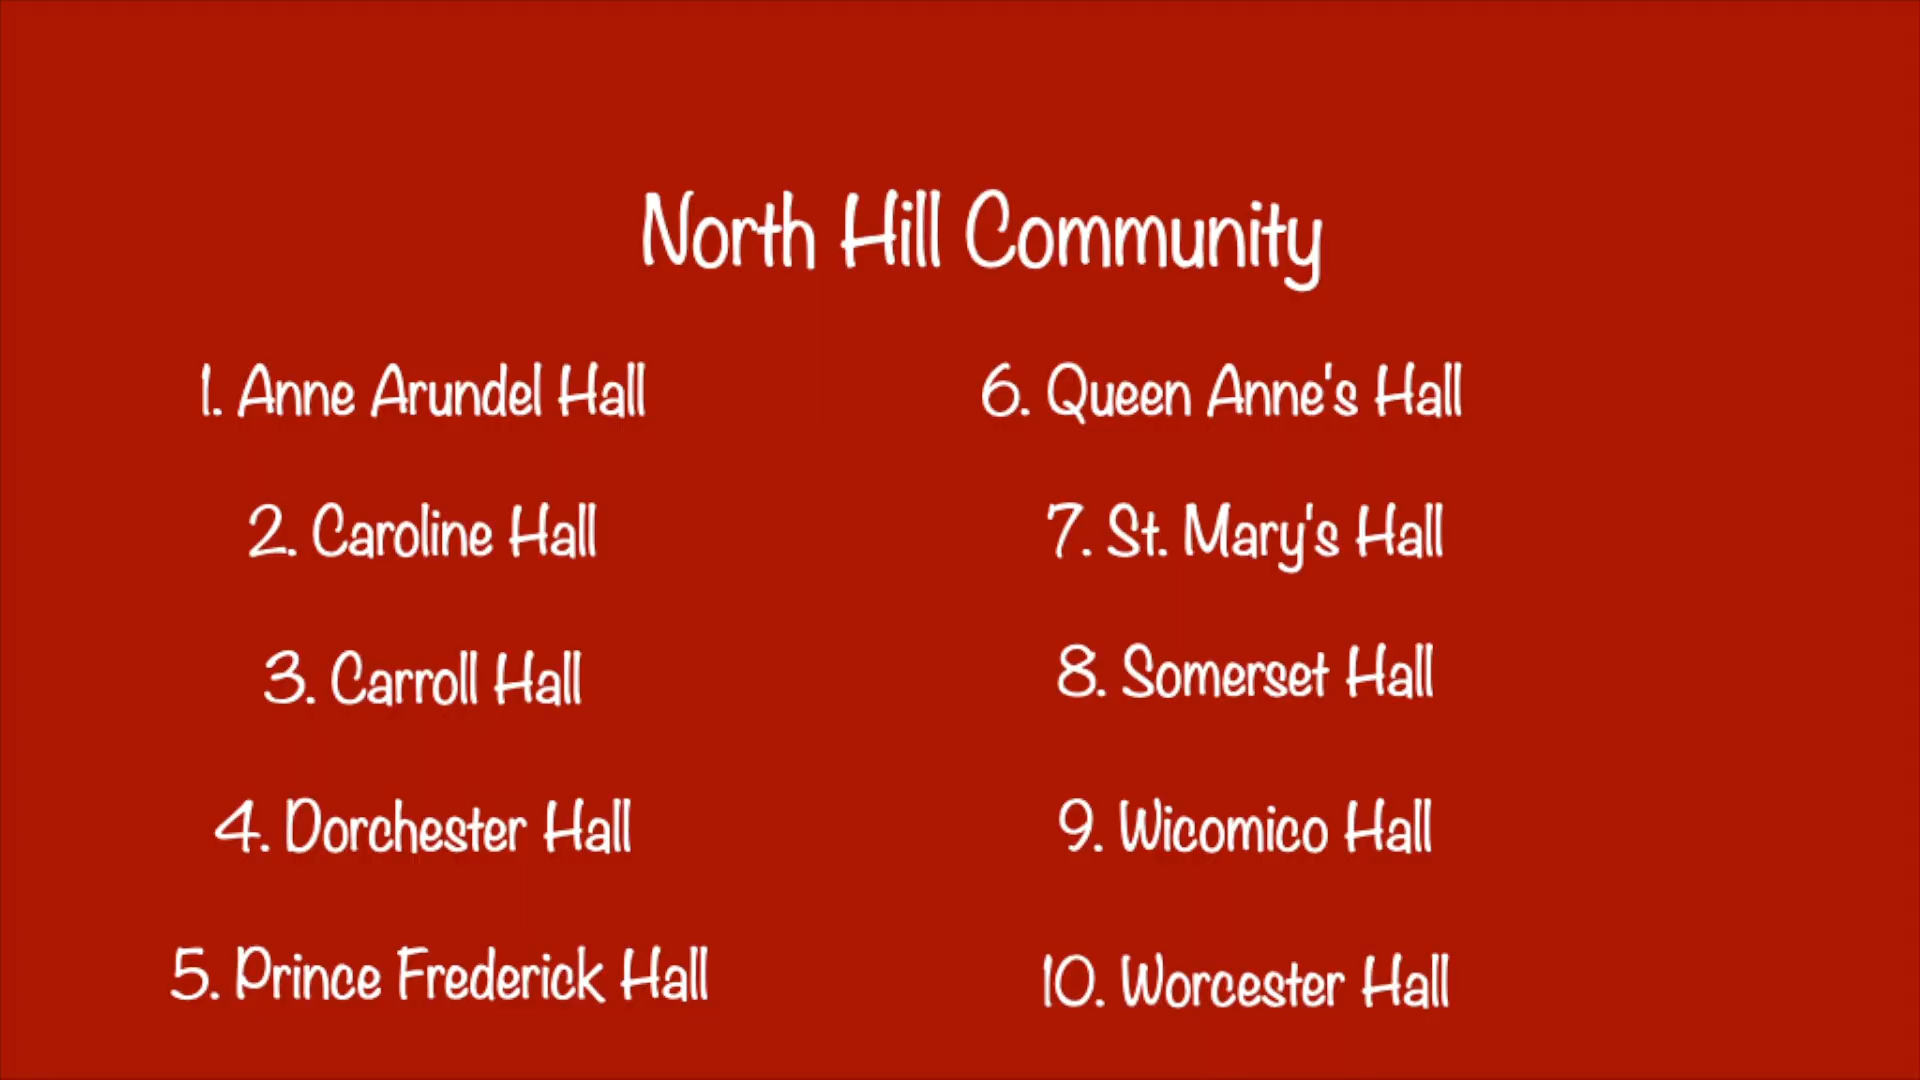 North Hill Community
1. Anne Arundel Hall
2. Caroline Hall
3. Carroll Hall
4. Dorchester Hall
5. Prince Frederick Hall
6. Queen Anne's Hall
7. St. Mary's Hall
8. Somerset Hall
9. Wicomico Hall
10. Worcester Hall